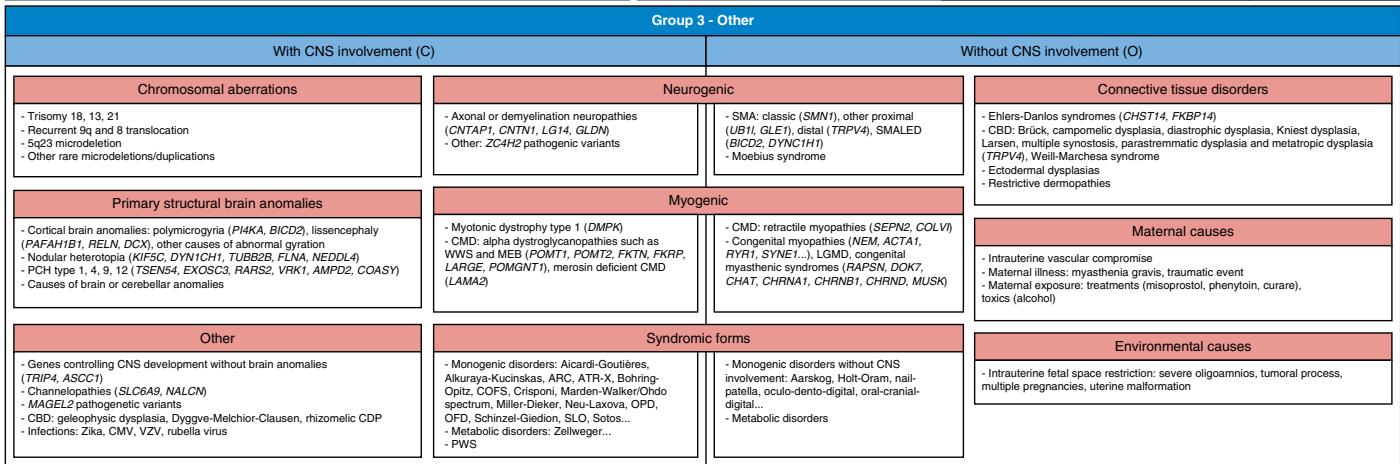 Group 3 - Other
With CNS involvement (C)
Without CNS involvement (O)
Chromosomal aberrations
- Trisomy 18, 13, 21
- Recurrent 9q and 8 translocation
- 5q23 microdeletion
- Other rare microdeletions/duplications
Primary structural brain anomalies
- Cortical brain anomalies: polymicrogyria (PI4KA, BICD2), lissencephaly
(PAFAH1B1, RELN, DCX), other causes of abnormal gyration
- Nodular heterotopia (KIF5C, DYN1CH1, TUBB2B, FLNA, NEDDL4)
- PCH type 1, 4, 9, 12 (TSEN54, EXOSC3, RARS2, VRK1, AMPD2, COASY)
- Causes of brain or cerebellar anomalies
Other
- Genes controlling CNS development without brain anomalies
(TRIP4, ASCC1)
- Channelopathies (SLC6A9, NALCN)
- MAGEL2 pathogenetic variants
- CBD: geleophysic dysplasia, Dyggve-Melchior-Clausen, rhizomelic CDP
- Infections: Zika, CMV, VZV, rubella virus
Neurogenic
- Axonal or demyelination neuropathies
(CNTAP1, CNTN1, LG14, GLDN)
- Other: ZC4H2 pathogenic variants
- SMA: classic (SMN1), other proximal
(UB1I, GLE1), distal (TRPV4), SMALED
(BICD2, DYNC1H1)
- Moebius syndrome
Myogenic
- Myotonic dystrophy type 1 (DMPK)
- CMD: alpha dystroglycanopathies such as
WWS and MEB (POMT1, POMT2, FKTN, FKRP,
LARGE, POMGNT1), merosin deficient CMD
(LAMA2)
- CMD: retractile myopathies (SEPN2, COLVI)
- Congenital myopathies (NEM, ACTA1,
RYR1, SYNE1...), LGMD, congenital
myasthenic syndromes (RAPSN, DOK7,
CHAT, CHRNA1, CHRNB1, CHRND, MUSK)
Syndromic forms
- Monogenic disorders: Aicardi-Goutières,
Alkuraya-Kucinskas, ARC, ATR-X, Bohring-
Opitz, COFS, Crisponi, Marden-Walker/Ohdo
spectrum, Miller-Dieker, Neu-Laxova, OPD,
OFD, Schinzel-Giedion, SLO, Sotos...
- Metabolic disorders: Zellweger...
- PWS
- Monogenic disorders without CNS
involvement: Aarskog, Holt-Oram, nail-
patella, oculo-dento-digital, oral-cranial-
digital...
- Metabolic disorders
Connective tissue disorders
- Ehlers-Danlos syndromes (CHST14, FKBP14)
- CBD: Brück, campomelic dysplasia, diastrophic dysplasia, Kniest dysplasia,
Larsen, multiple synostosis, parastremmatic dysplasia and metatropic dysplasia
(TRPV4), Weill-Marchesa syndrome
- Ectodermal dysplasias
- Restrictive dermopathies
Maternal causes
- Intrauterine vascular compromise
- Maternal illness: myasthenia gravis, traumatic event
- Maternal exposure: treatments (misoprostol, phenytoin, curare),
toxics (alcohol)
Environmental causes
- Intrauterine fetal space restriction: severe oligoamnios, tumoral process,
multiple pregnancies, uterine malformation